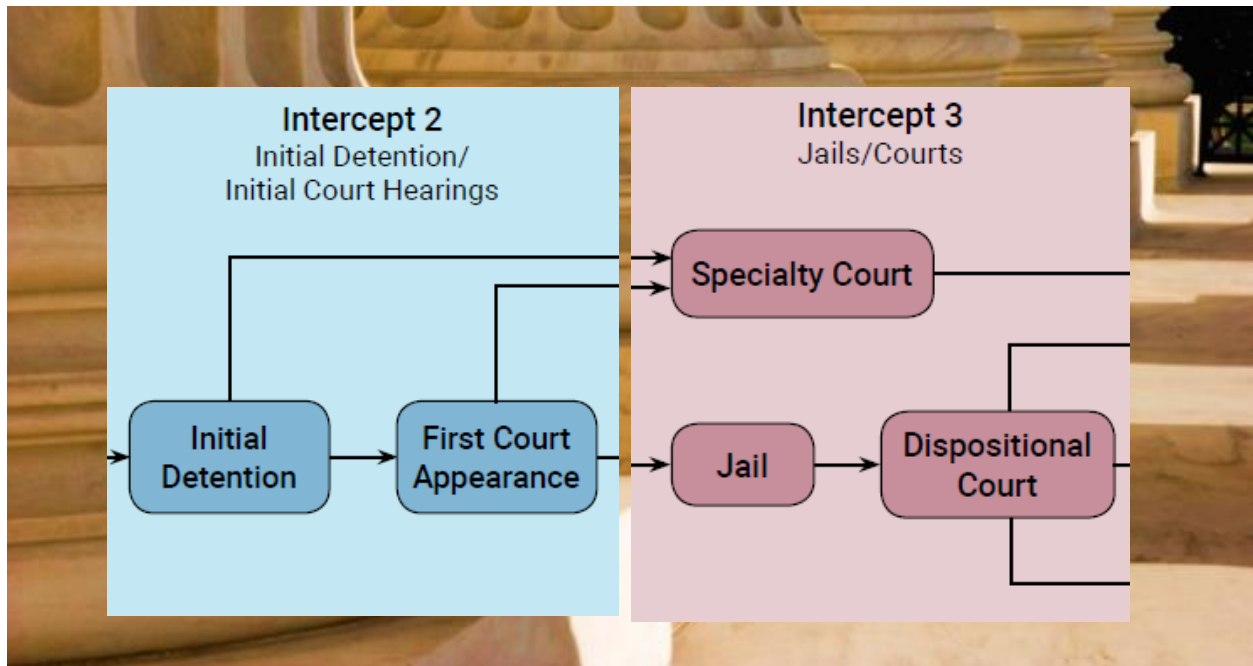 Intercept 2
Initial Detention/
Initial Court Hearings
Initial
Detention
First Court
Appearance
Intercept 3
Jails/Courts
Specialty Court
Jail
Dispositional
Court